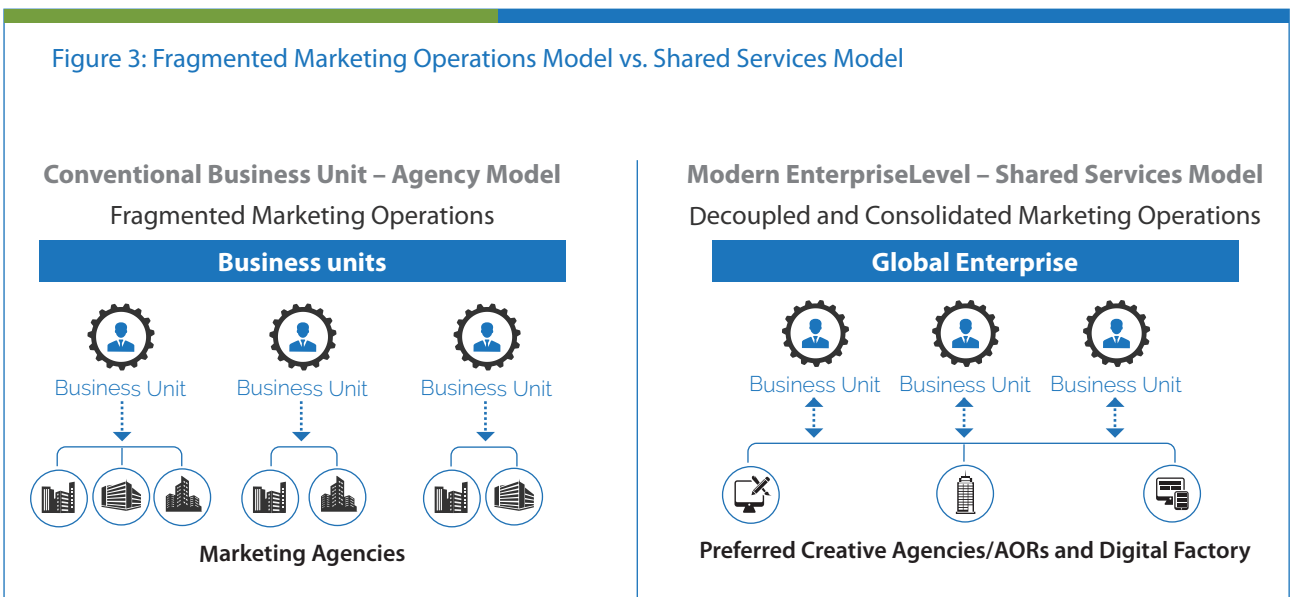 Figure 3: Fragmented Marketing Operations Model vs. Shared Services Model
Conventional Business Unit – Agency Model
Fragmented Marketing Operations
Business units
Business Unit
Business Unit
Business Unit
Marketing Agencies
Modern EnterpriseLevel – Shared Services Model
Decoupled and Consolidated Marketing Operations
Global Enterprise
Business Unit
Business Unit
Business Unit
Preferred Creative Agencies/AORs and Digital Factory